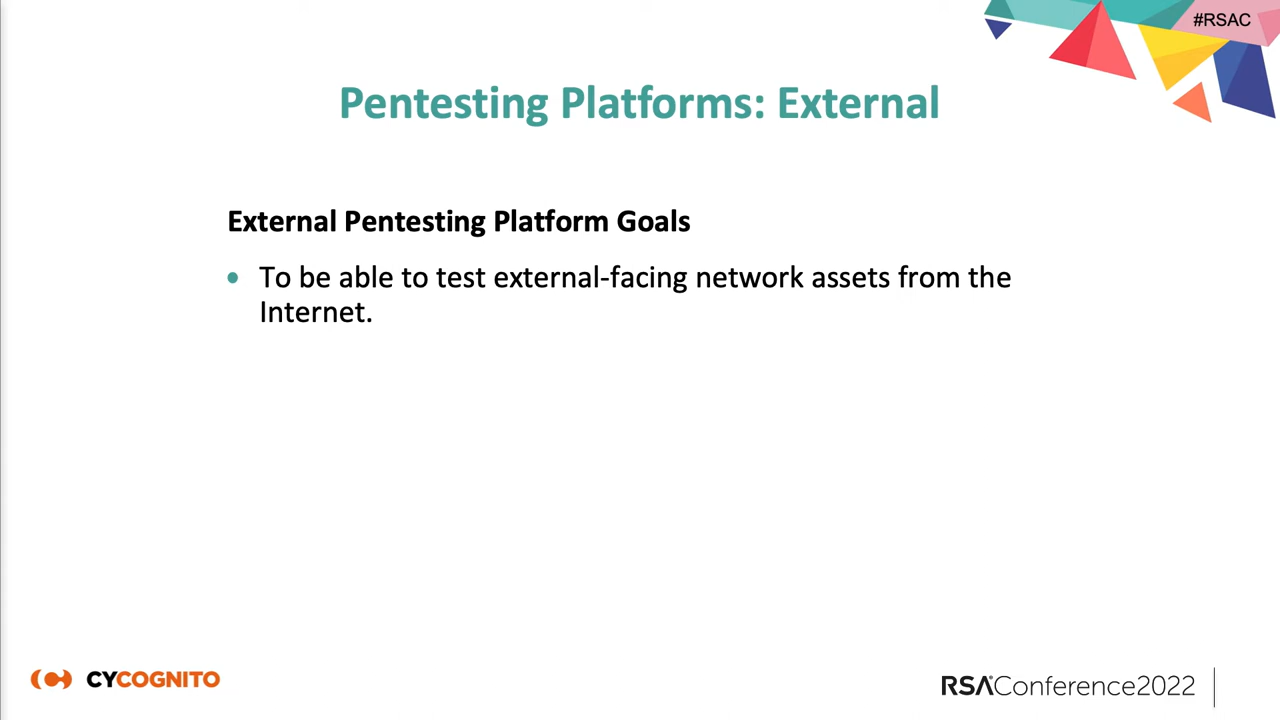 #RSAC
Pentesting Platforms: External
External Pentesting Platform Goals
• To be able to test external-facing network assets from the
Internet.
CYCOGNITO
RSAConference2022